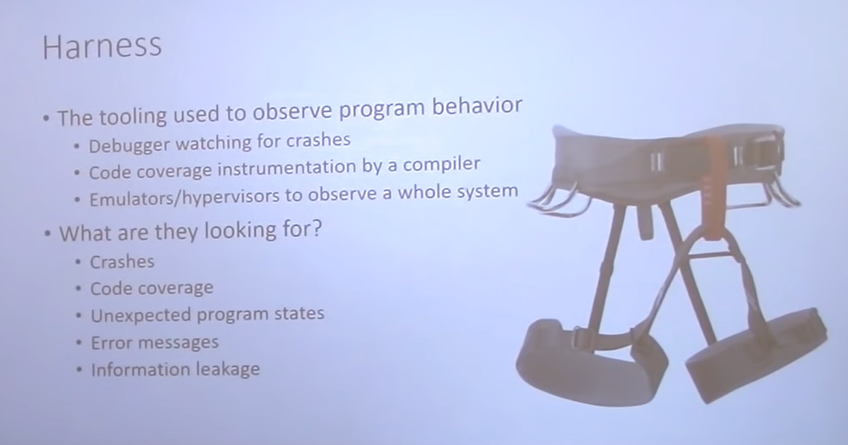 Harness
• The tooling used to observe program behavior
• Debugger watching for crashes
• Code coverage instrumentation by a compiler
• Emulators/hypervisors to observe a whole system
• What are they looking for?
• Crashes
• Code coverage
• Unexpected program states
• Error messages
• Information leakage